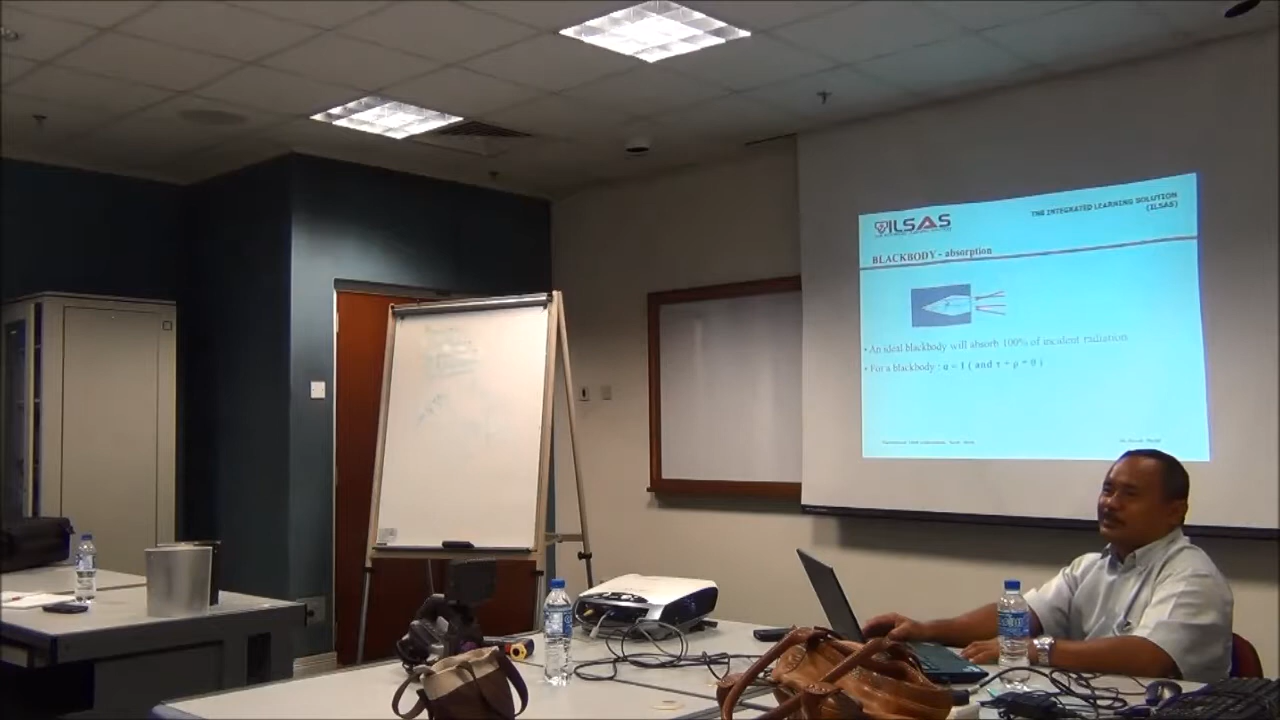 ILSAS
THE INTEGRATED LEARNING SOLUTION
(ILSAS)
BLACKBODY - absorption
• An ideal blackbody will absorb 100% of incident radiation
• For a blackbody : α = 1 ( and τ + ρ = 0 )